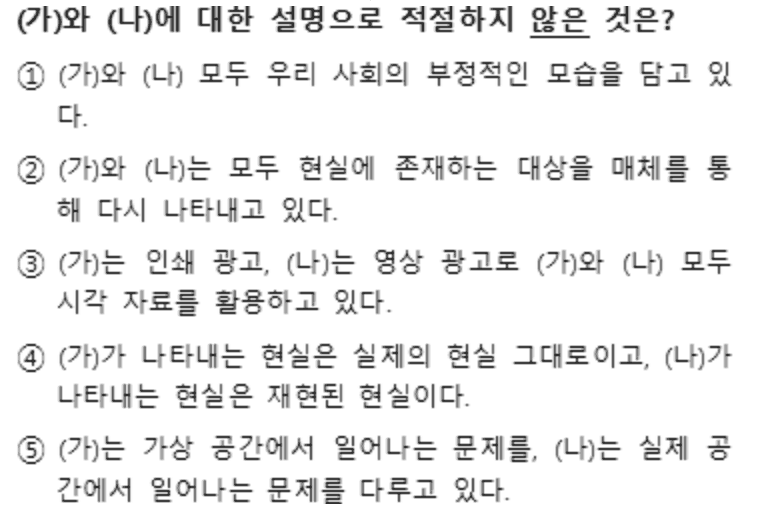 (가)와 (나)에 대한 설명으로 적절하지 않은 것은?
① (가)와 (나) 모두 우리 사회의 부정적인 모습을 담고 있
다.
② (가)와 (나)는 모두 현실에 존재하는 대상을 매체를 통
해 다시 나타내고 있다.
③ (가)는 인쇄 광고, (나)는 영상 광고로 (가)와 (나) 모두
시각 자료를 활용하고 있다.
④ (가)가 나타내는 현실은 실제의 현실 그대로이고, (나)가
나타내는 현실은 재현된 현실이다.
⑤ (가)는 가상 공간에서 일어나는 문제를, (나)는 실제 공
간에서 일어나는 문제를 다루고 있다.